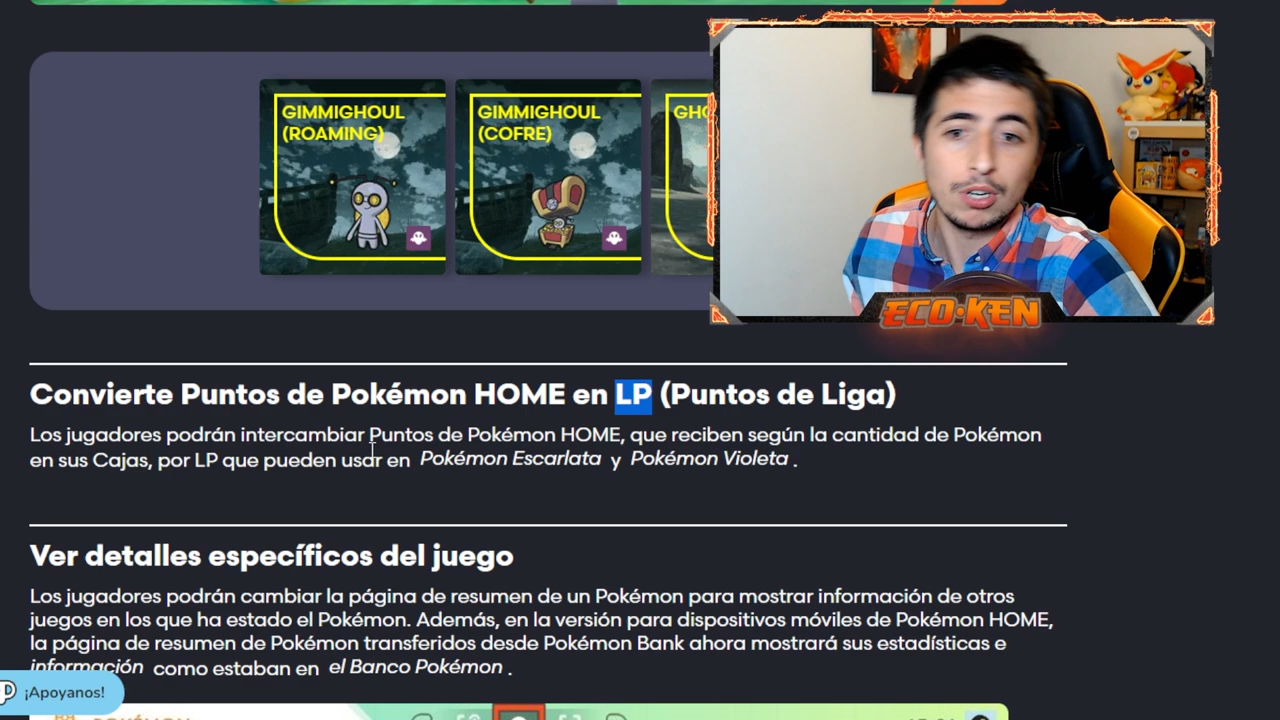 GIMMIGHOUL
(ROAMING)
GIMMIGHOUL
(COFRE)
ECO·KEN
Convierte Puntos de Pokémon HOME en LP (Puntos de Liga)
Los jugadores podrán intercambiar Puntos de Pokémon HOME, que reciben según la cantidad de Pokémon
en sus Cajas, por LP que pueden usar en Pokémon Escarlata y Pokémon Violeta .
Ver detalles específicos del juego
Los jugadores podrán cambiar la página de resumen de un Pokémon para mostrar información de otros
juegos en los que ha estado el Pokémon. Además, en la versión para dispositivos móviles de Pokémon HOME,
la página de resumen de Pokémon transferidos desde Pokémon Bank ahora mostrará sus estadísticas e
información como estaban en el Banco Pokémon .
¡Apoyanos!